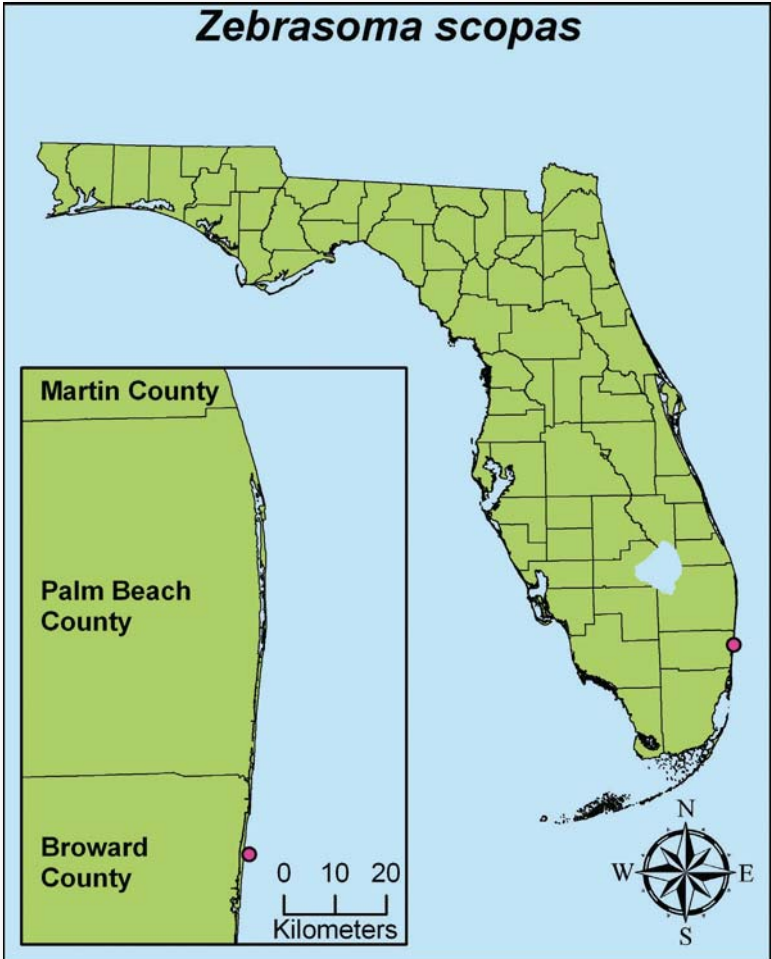 Zebrasoma scopas
Martin County
Palm Beach
County
Broward
County
0 10 20
Kilometers
N
W E
S